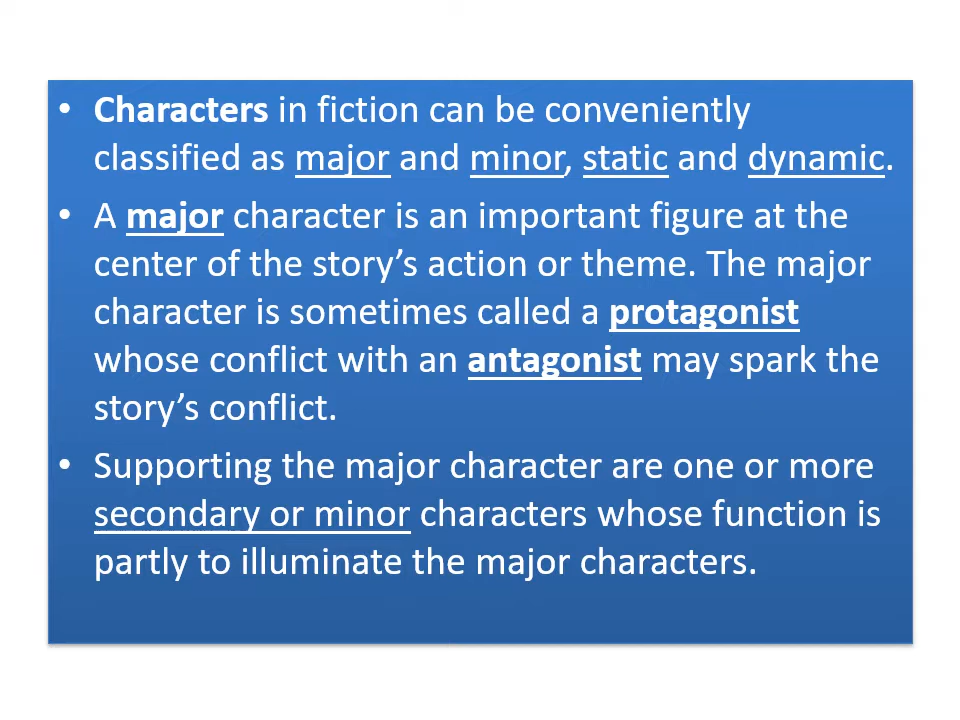 • Characters in fiction can be conveniently
classified as major and minor, static and dynamic.
• A major character is an important figure at the
center of the story’s action or theme. The major
character is sometimes called a protagonist
whose conflict with an antagonist may spark the
story’s conflict.
• Supporting the major character are one or more
secondary or minor characters whose function is
partly to illuminate the major characters.